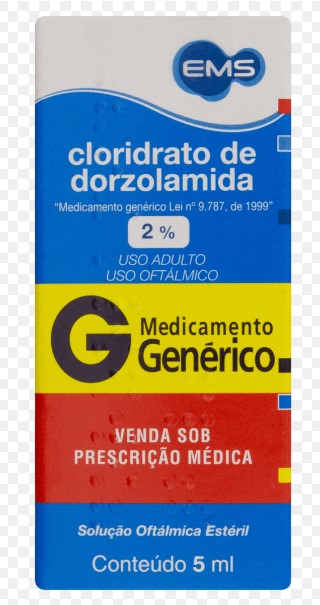 EMS
cloridrato de
dorzolamida
"Medicamento genérico Lei nº 9.787, de 1999"
2 %
USO ADULTO
USO OFTÁLMICO
G Medicamento
Genérico
VENDA SOB
PRESCRIÇÃO MÉDICA
Solução Oftálmica Estéril
Conteúdo 5 ml